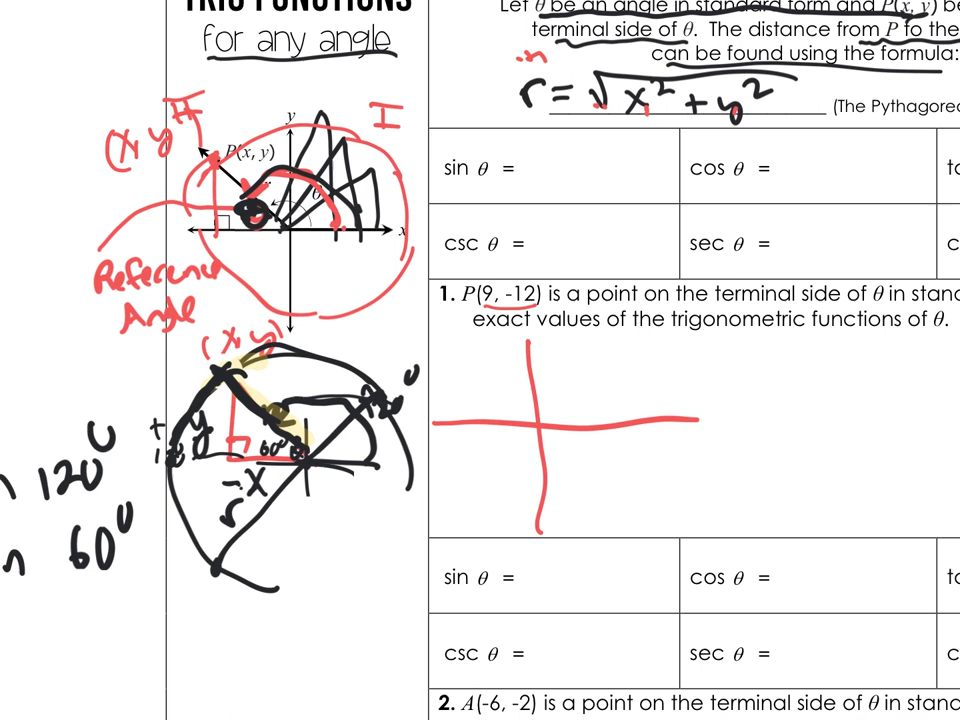 TRIG FUNCTIONS
for any angle
Let θ be an angle in standard form and P(x, y) be
terminal side of θ. The distance from P to the
can be found using the formula:
r = √x² + y²
(The Pythagorea
(x, y)
II
I
y
P(x, y)
r
θ
x
Reference
Angle
sin θ =
cos θ =
csc θ =
sec θ =
1. P(9, -12) is a point on the terminal side of θ in stand
exact values of the trigonometric functions of θ.
(x, y)
+
y
60°
-x
r
120°
60°
sin θ =
cos θ =
csc θ =
sec θ =
2. A(-6, -2) is a point on the terminal side of θ in stan